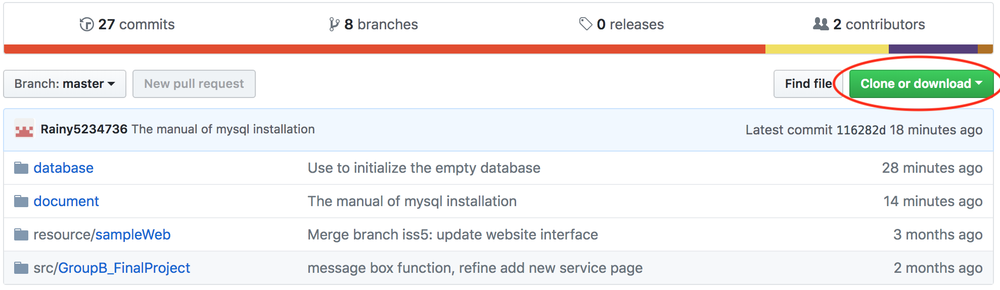 27 commits 8 branches 0 releases 2 contributors
Branch: master New pull request Find file Clone or download
Rainy5234736 The manual of mysql installation Latest commit 116282d 18 minutes ago
database Use to initialize the empty database 28 minutes ago
document The manual of mysql installation 14 minutes ago
resource/sampleWeb Merge branch iss5: update website interface 3 months ago
src/GroupB_FinalProject message box function, refine add new service page 2 months ago